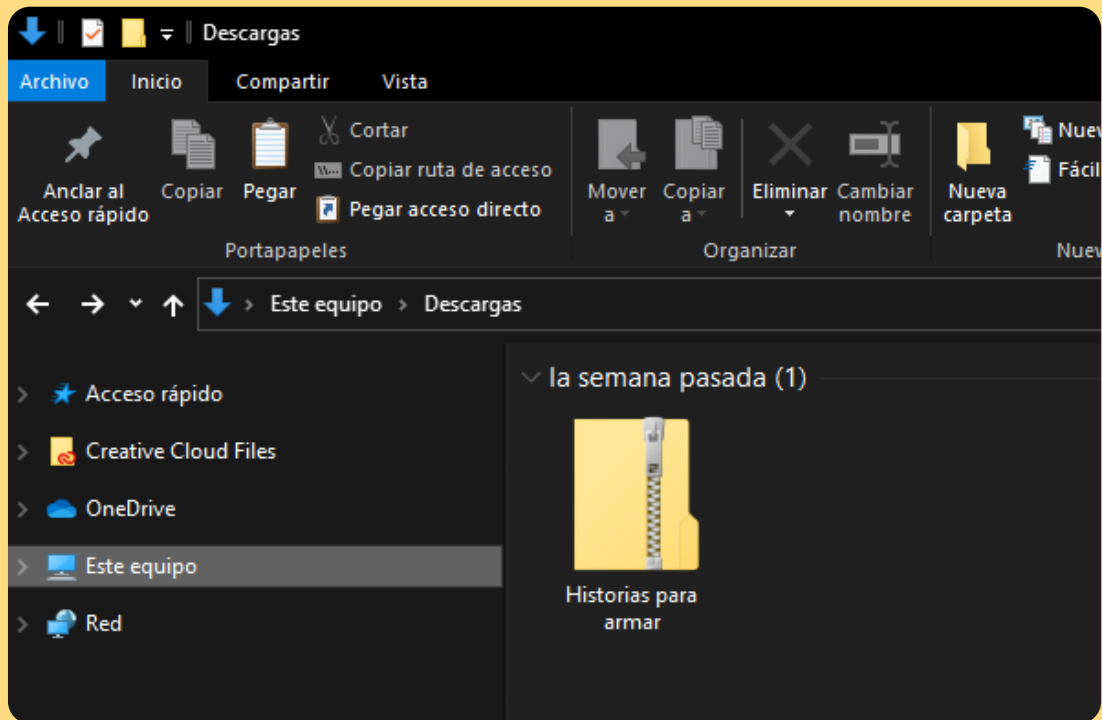 Descargas
Archivo Inicio Compartir Vista
Anclar al
Acceso rápido
Copiar
Pegar
Cortar
Copiar ruta de acceso
Pegar acceso directo
Portapapeles
Mover
a
Copiar
a
Eliminar
Cambiar
nombre
Organizar
Nueva
carpeta
Fácil
Este equipo > Descargas
Acceso rápido
Creative Cloud Files
OneDrive
Este equipo
Red
la semana pasada (1)
Historias para
armar